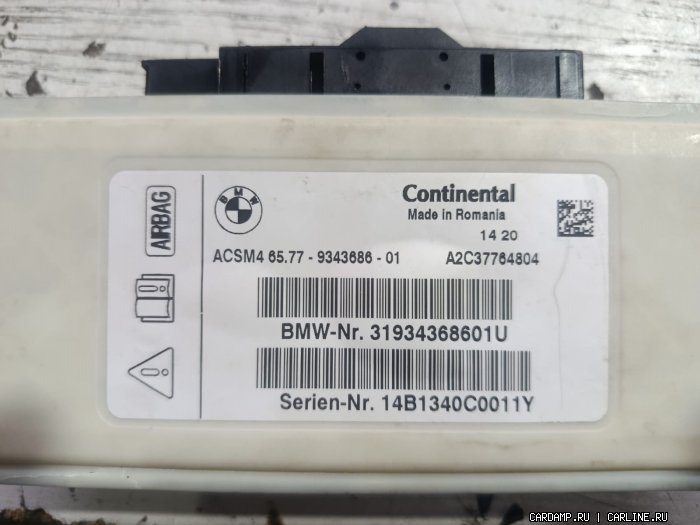 AIRBAG
BMW
Continental
Made in Romania
14 20
ACSM4 65.77 - 9343686 - 01 A2C37764804
BMW-Nr. 31934368601U
Serien-Nr. 14B1340C0011Y
CARDAMP.RU | CARLINE.RU